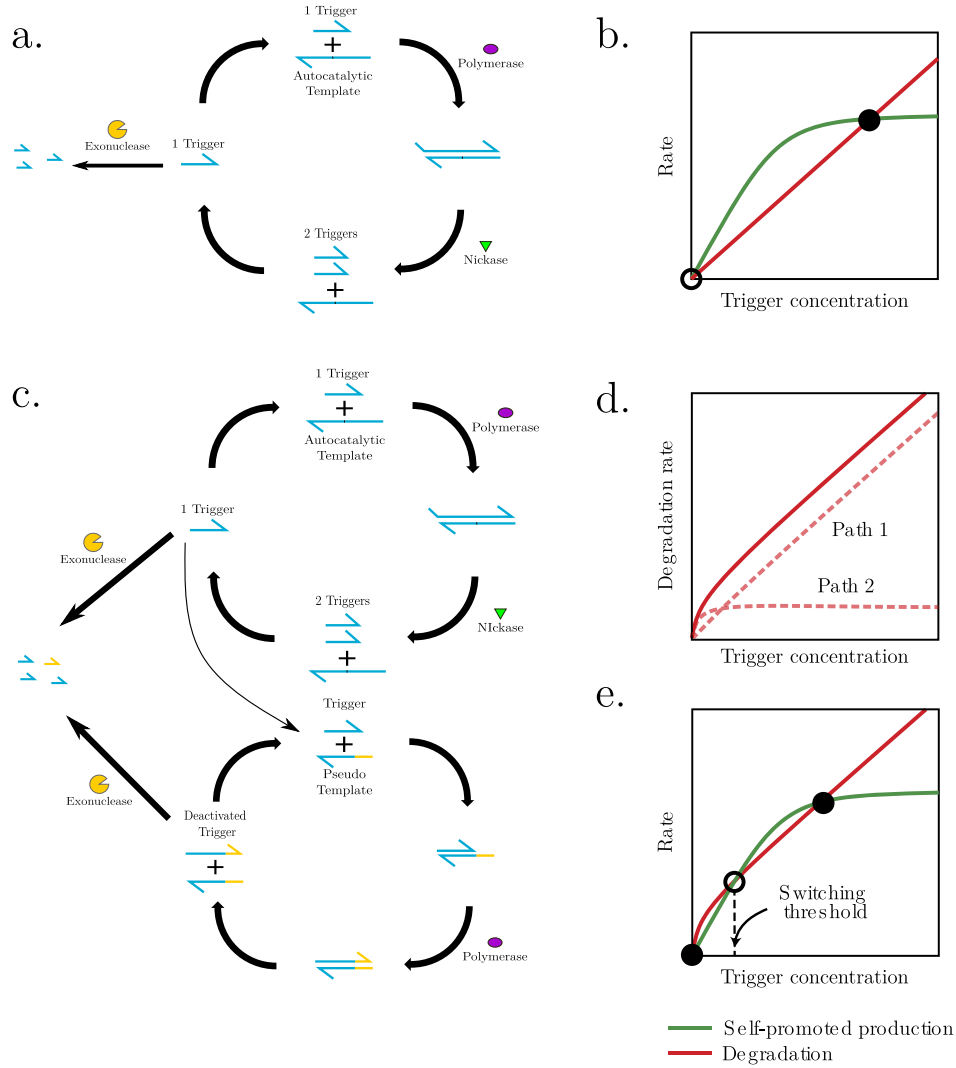 a.
1 Trigger
+
Autocatalytic
Template
Polymerase
Exonuclease
1 Trigger
2 Triggers
+
Nickase
b.
Rate
Trigger concentration
c.
1 Trigger
+
Autocatalytic
Template
Polymerase
1 Trigger
Exonuclease
2 Triggers
+
NIckase
Trigger
+
Pseudo
Template
Exonuclease
Deactivated
Trigger
+
Polymerase
d.
Degradation rate
Path 1
Path 2
Trigger concentration
e.
Rate
Switching
threshold
Trigger concentration
Self-promoted production
Degradation